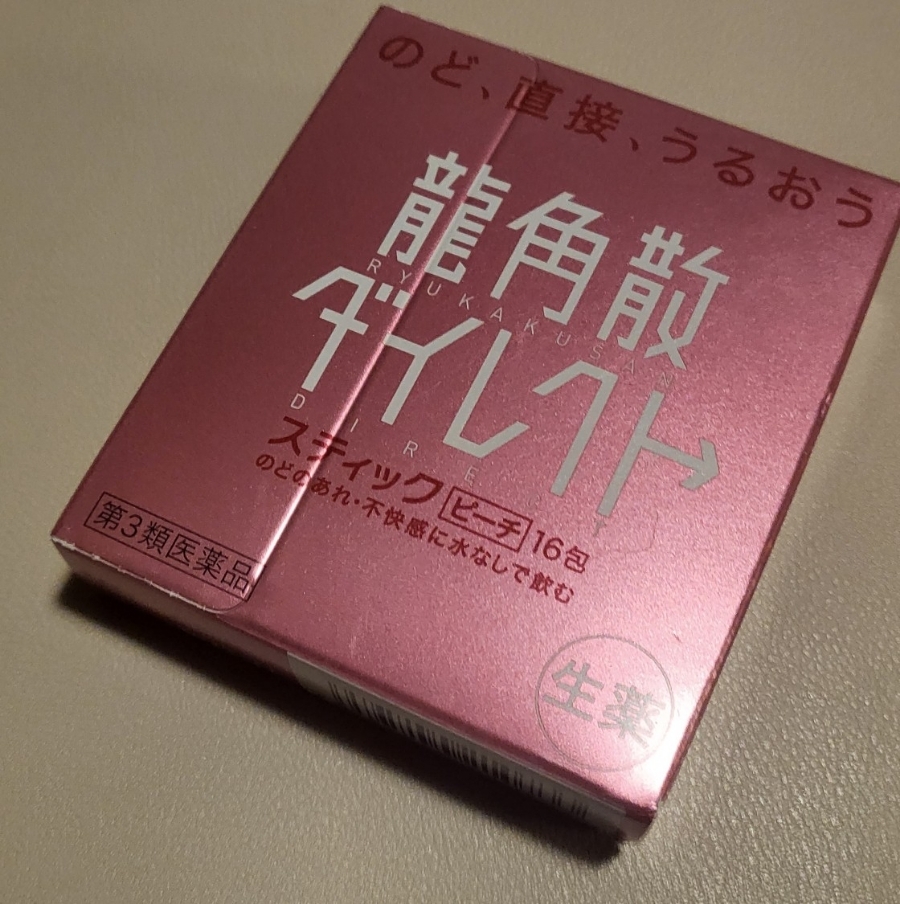 のど、直接、うるおう
龍角散
RYUKAKUSAN
ダイレクト
DIRECT
スティック ピーチ 16包
のどのあれ・不快感に水なしで飲む
第3類医薬品
生薬